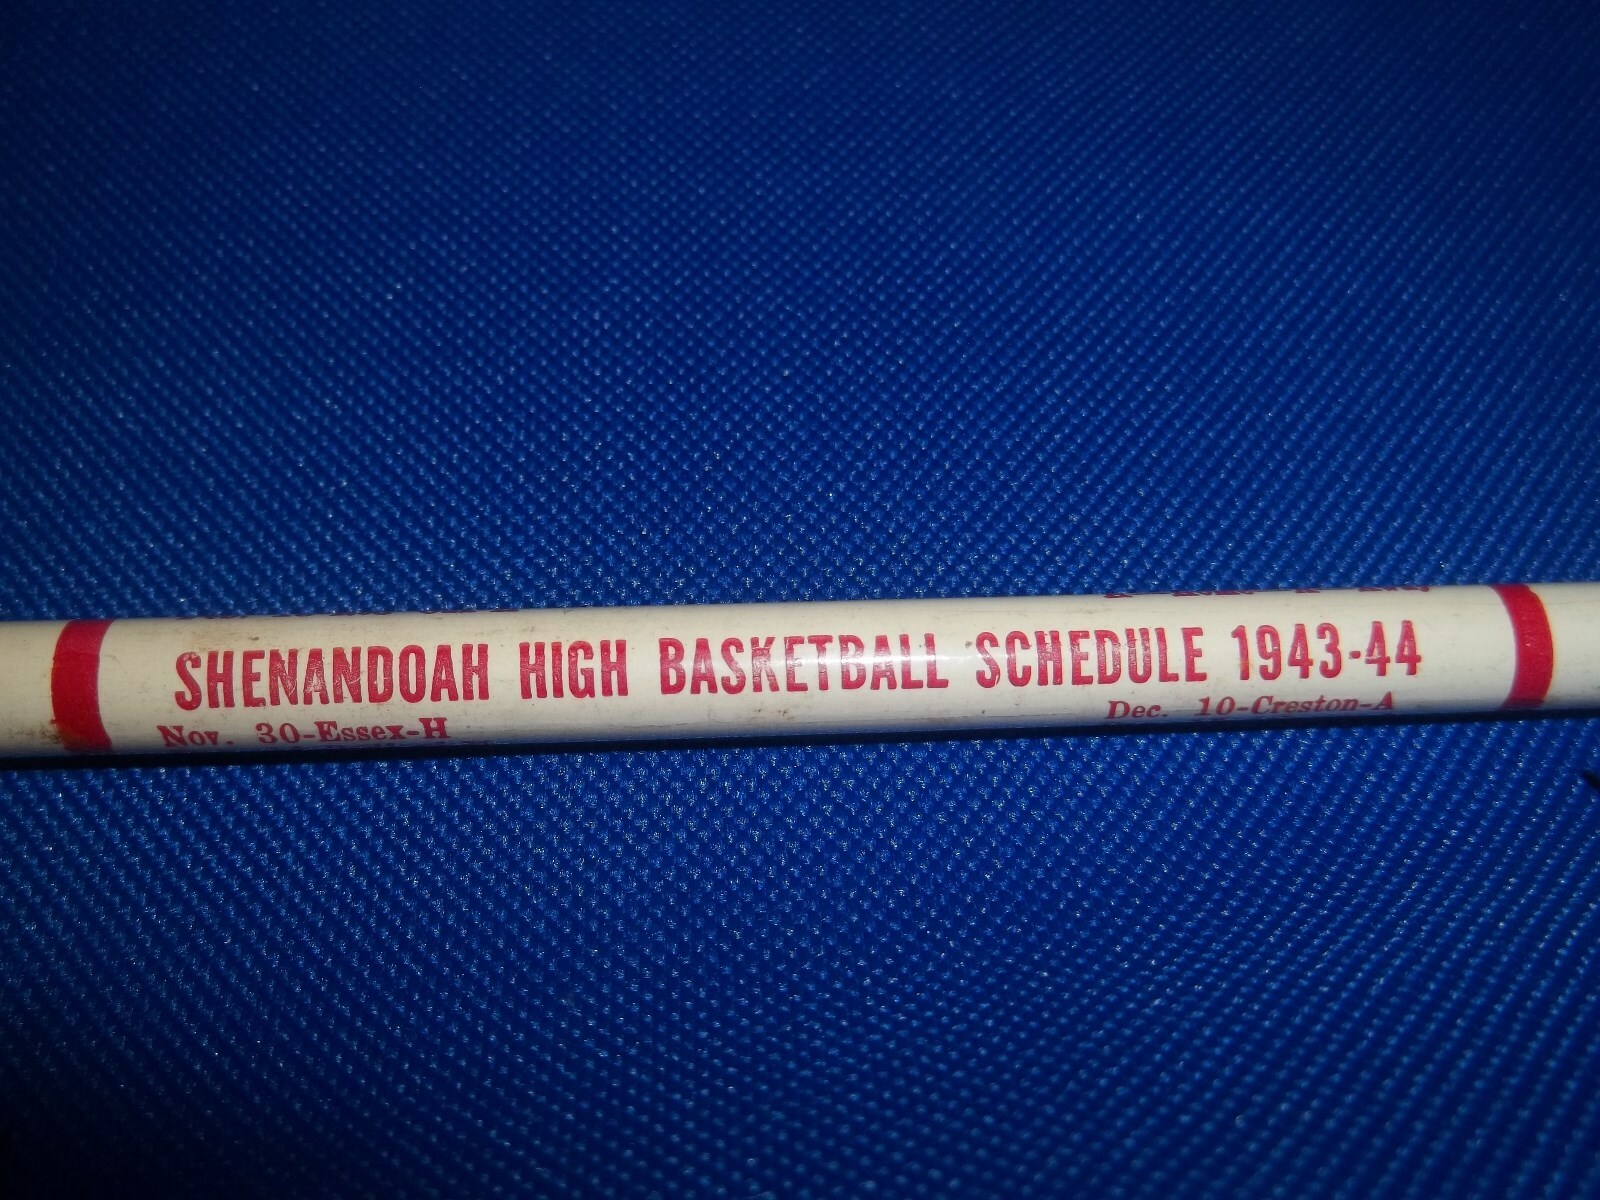 SHENANDOAH HIGH BASKETBALL SCHEDULE 1943-44
Nov. 30-Essex-H
Dec. 10-Creston-A